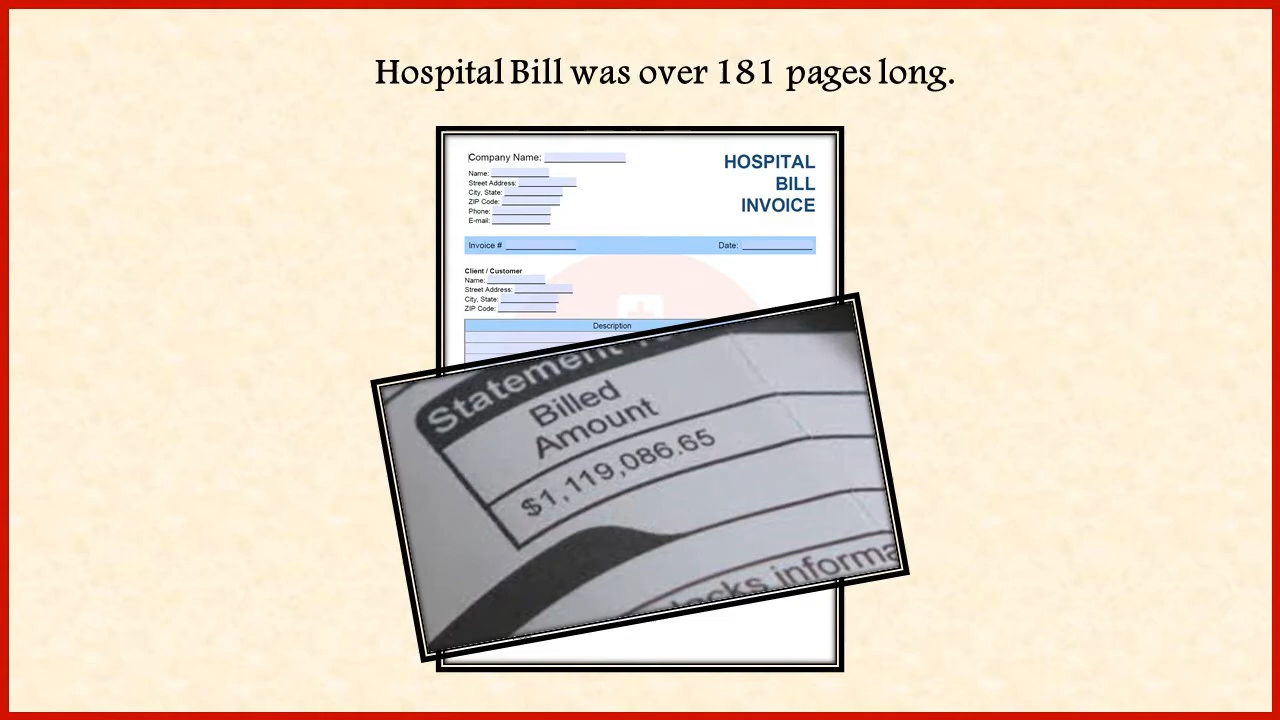 Hospital Bill was over 181 pages long.
Company Name:
HOSPITAL
BILL
INVOICE
Name:
Street Address:
City, State:
ZIP Code:
Phone:
E-mail:
Invoice #
Date:
Client / Customer
Name:
Street Address:
City, State:
ZIP Code:
Description
Statement
Billed
Amount
$1,119,086.65